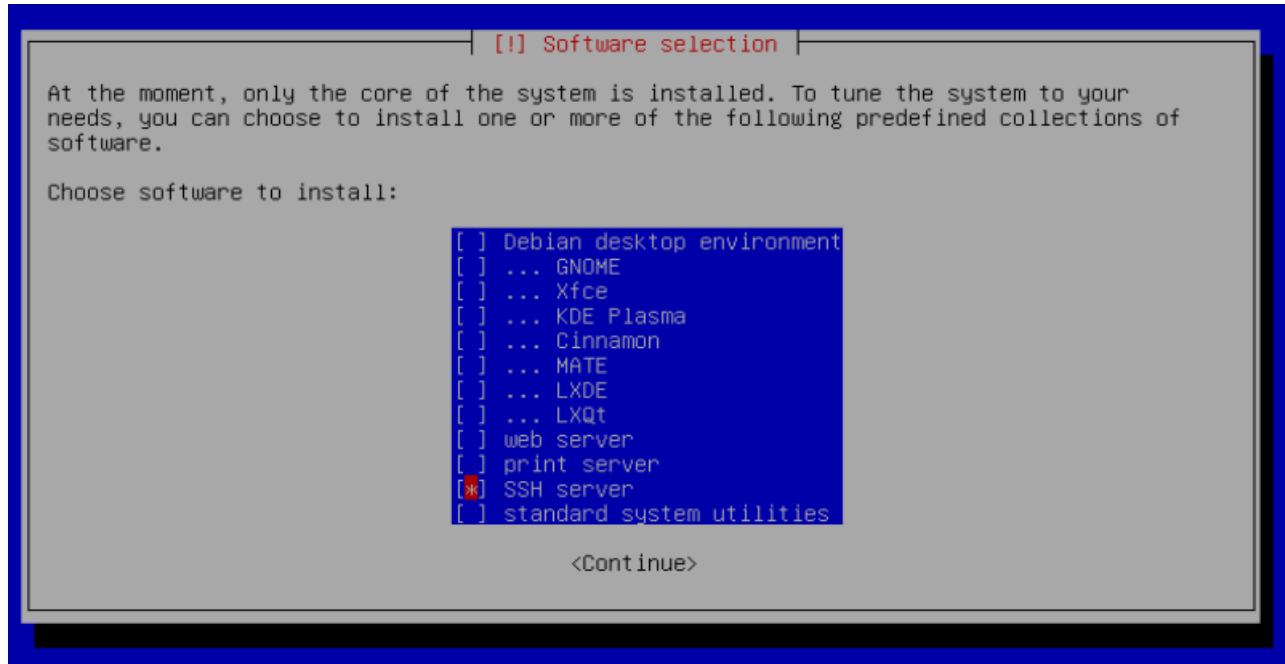 [!] Software selection
At the moment, only the core of the system is installed. To tune the system to your
needs, you can choose to install one or more of the following predefined collections of
software.
Choose software to install:
[ ] Debian desktop environment
[ ] ... GNOME
[ ] ... Xfce
[ ] ... KDE Plasma
[ ] ... Cinnamon
[ ] ... MATE
[ ] ... LXDE
[ ] ... LXQt
[ ] web server
[ ] print server
[*] SSH server
[ ] standard system utilities
<Continue>